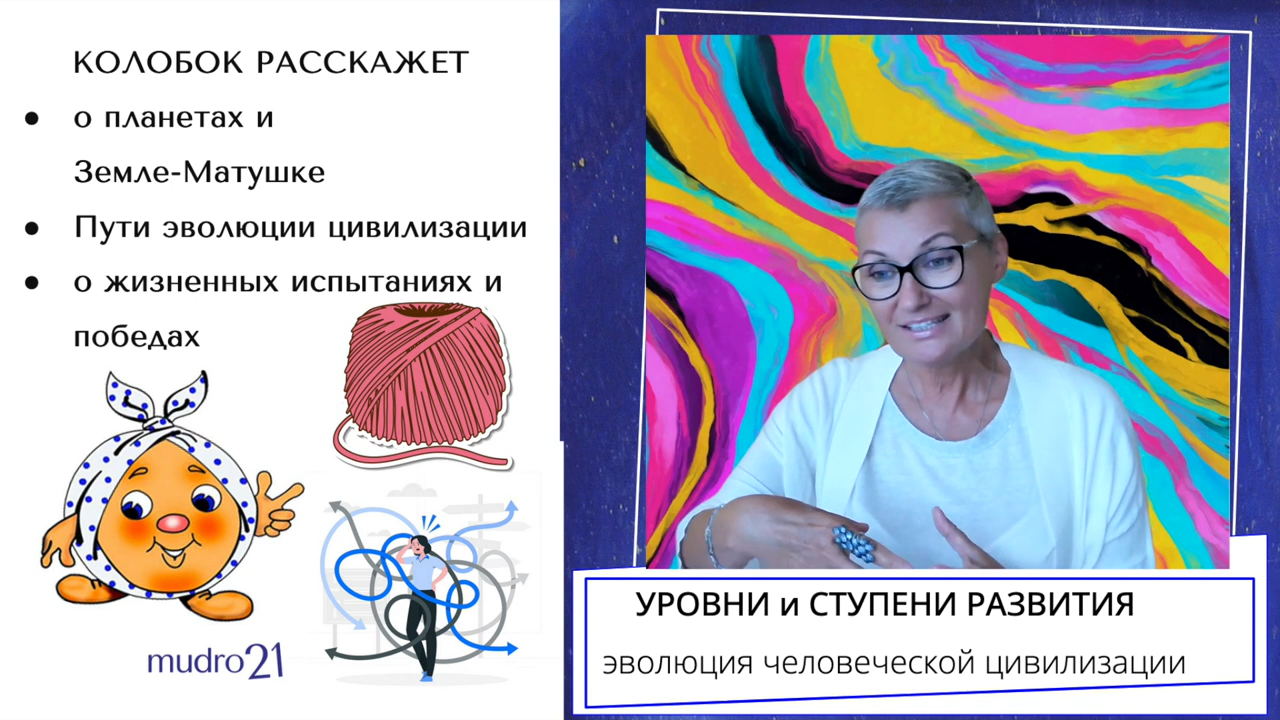 КОЛОБОК РАССКАЖЕТ
● о планетах и
Земле-Матушке
● Пути эволюции цивилизации
● о жизненных испытаниях и
победах
mudro21
УРОВНИ и СТУПЕНИ РАЗВИТИЯ
эволюция человеческой цивилизации